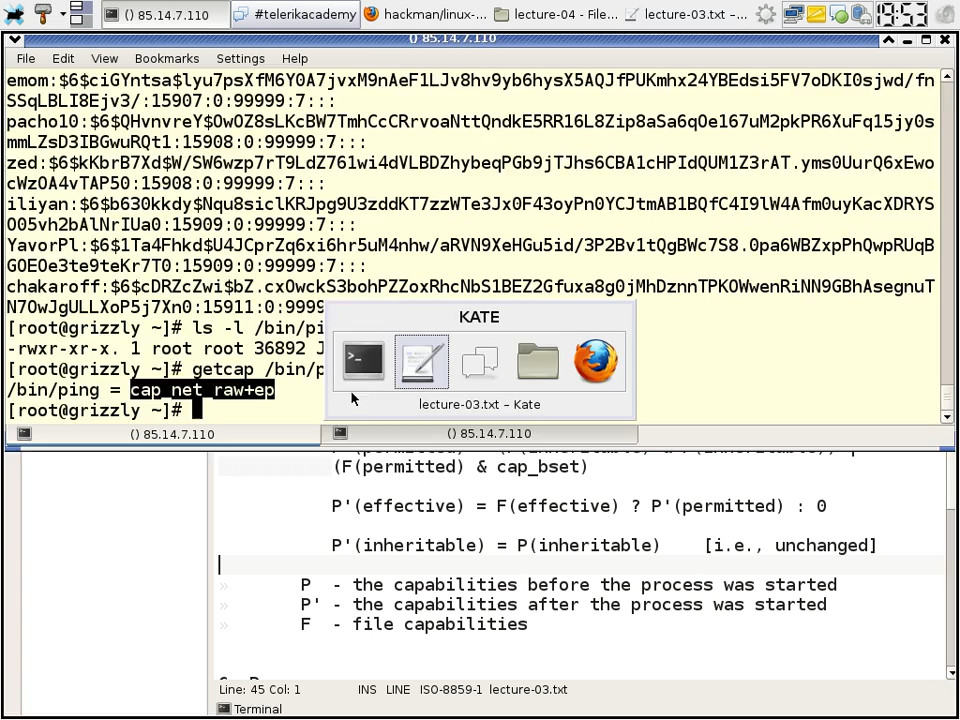 () 85.14.7.110
#telerikacademy
hackman/linux-...
lecture-04 - File...
lecture-03.txt –...
19:53
() 85.14.7.110
File Edit View Bookmarks Settings Help
emom:$6$ciGYntsa$lyu7psXfM6Y0A7jvxM9nAeF1LJv8hv9yb6hysX5AQJfPUKmhx24YBEdsi5FV7oDKI0sjwd/fn
SSqLBLI8Ejv3/:15907:0:99999:7:::
pacho10:$6$QHvnvreY$OwOZ8sLKcBW7TmhCcCRrvoaNttQndkE5RR16L8Zip8aSa6qOe167uM2pkPR6XuFq15jy0s
mmLZsD3IBGwuRQt1:15908:0:99999:7:::
zed:$6$kKbrB7Xd$W/SW6wzp7rT9LdZ761wi4dVLBDZhybeqPGb9jTJhs6CBA1cHPIdQUM1Z3rAT.yms0UurQ6xEwo
cWzOA4vTAP50:15908:0:99999:7:::
iliyan:$6$b630kkdy$Nqu8siclKRJpg9U3zddKT7zzWTe3Jx0F43oyPn0YCJtmAB1BQfC4I9lW4Afm0uyKacXDRYS
O05vh2bAlNrIUa0:15909:0:99999:7:::
YavorPl:$6$1Ta4Fhkd$U4JCprZq6xi6hr5uM4nhw/aRVN9XeHGu5id/3P2Bv1tQgBWc7S8.0pa6WBZxpPhQwpRUqB
GOEOe3te9teKr7T0:15909:0:99999:7:::
chakaroff:$6$cDRZcZwi$bZ.cxOwckS3bohPZZoxRhcNbS1BEZ2Gfuxa8g0jMhDznnTPKOWwenRiNN9GBhAsegnuT
N7OwJgULLXoP5j7Xn0:15911:0:9999
[root@grizzly ~]# ls -l /bin/pi
-rwxr-xr-x. 1 root root 36892 J
[root@grizzly ~]# getcap /bin/p
/bin/ping = cap_net_raw+ep
[root@grizzly ~]#
KATE
lecture-03.txt – Kate
() 85.14.7.110
() 85.14.7.110
(F(permitted) & cap_bset)
P'(effective) = F(effective) ? P'(permitted) : 0
P'(inheritable) = P(inheritable) [i.e., unchanged]
» P - the capabilities before the process was started
» P' - the capabilities after the process was started
» F - file capabilities
Line: 45 Col: 1 INS LINE ISO-8859-1 lecture-03.txt
Terminal